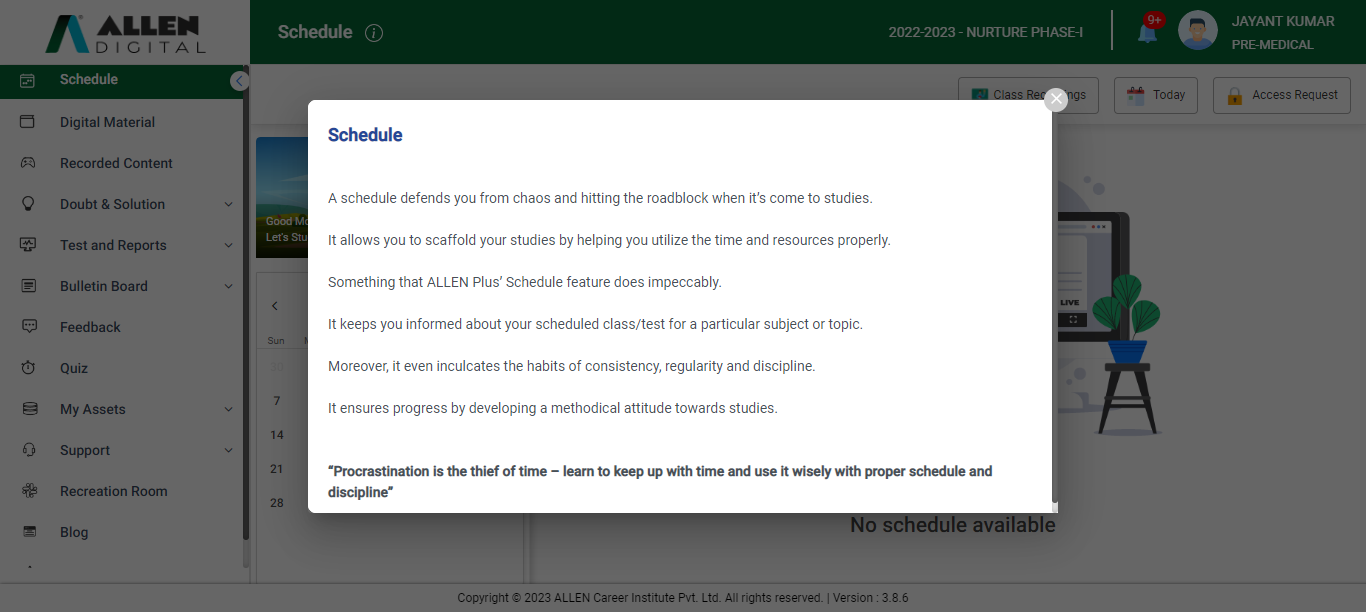 ALLEN
DIGITAL
Schedule
2022-2023 - NURTURE PHASE-I
9+
JAYANT KUMAR
PRE-MEDICAL
Schedule
Digital Material
Recorded Content
Doubt & Solution
Test and Reports
Bulletin Board
Feedback
Quiz
My Assets
Support
Recreation Room
Blog
Class
Today
Access Request
Good
Let's
Sun
7
14
21
28
Schedule
A schedule defends you from chaos and hitting the roadblock when it's come to studies.
It allows you to scaffold your studies by helping you utilize the time and resources properly.
Something that ALLEN Plus' Schedule feature does impeccably.
It keeps you informed about your scheduled class/test for a particular subject or topic.
Moreover, it even inculcates the habits of consistency, regularity and discipline.
It ensures progress by developing a methodical attitude towards studies.
“Procrastination is the thief of time – learn to keep up with time and use it wisely with proper schedule and
discipline”
LIVE
No schedule available
Copyright © 2023 ALLEN Career Institute Pvt. Ltd. All rights reserved. | Version : 3.8.6